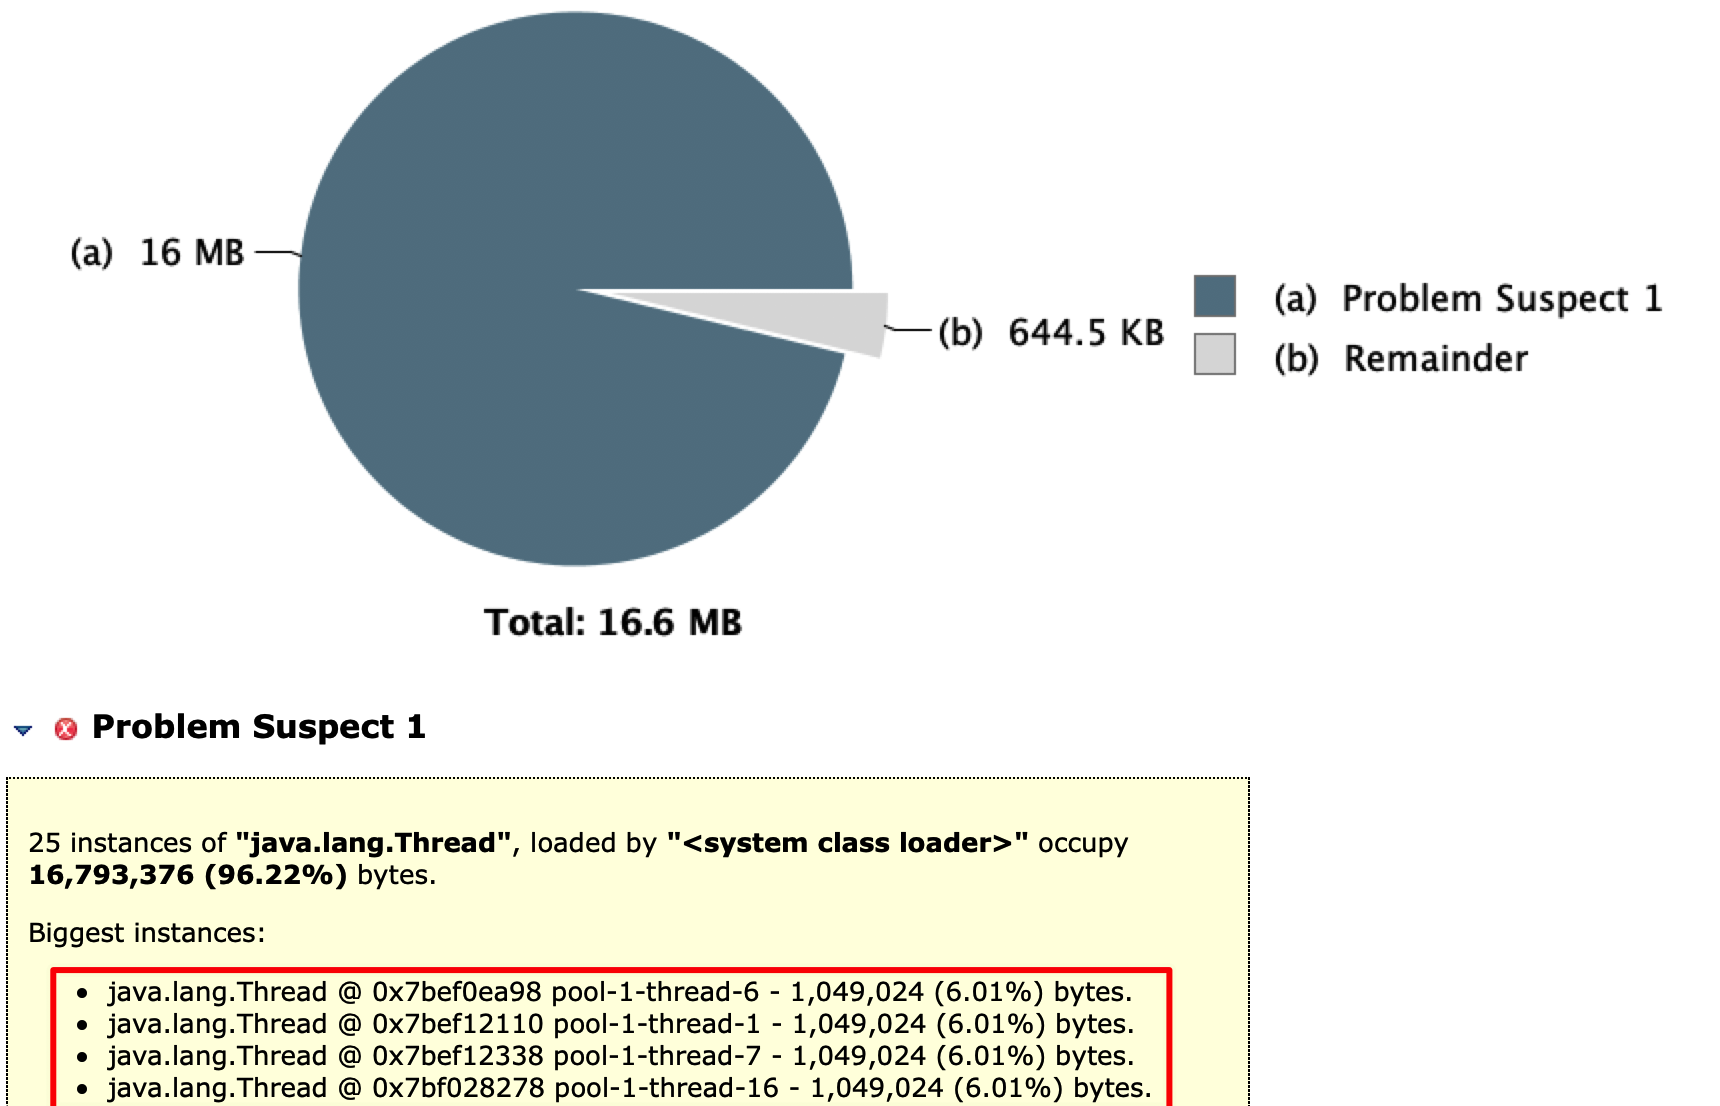 (a) 16 MB
(b) 644.5 KB
(a) Problem Suspect 1
(b) Remainder
Total: 16.6 MB
Problem Suspect 1
25 instances of "java.lang.Thread", loaded by "<system class loader>" occupy
16,793,376 (96.22%) bytes.
Biggest instances:
• java.lang.Thread @ 0x7bef0ea98 pool-1-thread-6 - 1,049,024 (6.01%) bytes.
• java.lang.Thread @ 0x7bef12110 pool-1-thread-1 - 1,049,024 (6.01%) bytes.
• java.lang.Thread @ 0x7bef12338 pool-1-thread-7 - 1,049,024 (6.01%) bytes.
• java.lang.Thread @ 0x7bf028278 pool-1-thread-16 - 1,049,024 (6.01%) bytes.